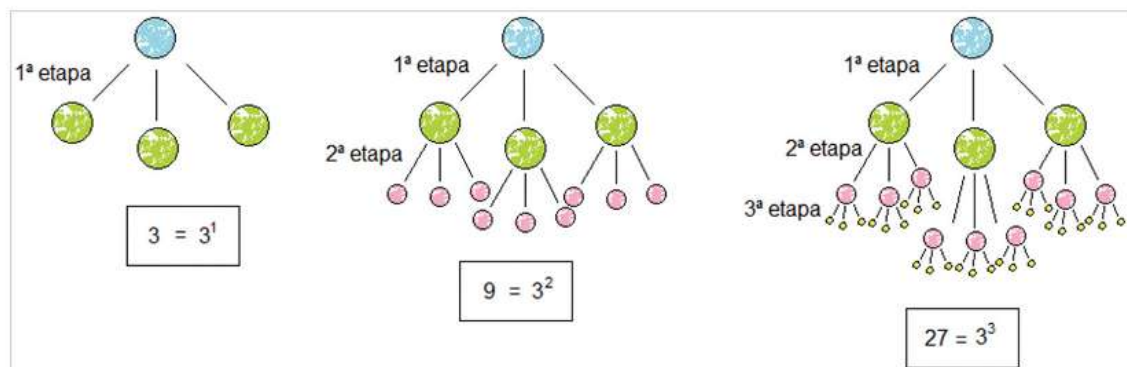 1ª etapa
3 = 3¹
1ª etapa
2ª etapa
9 = 3²
1ª etapa
2ª etapa
3ª etapa
27 = 3³